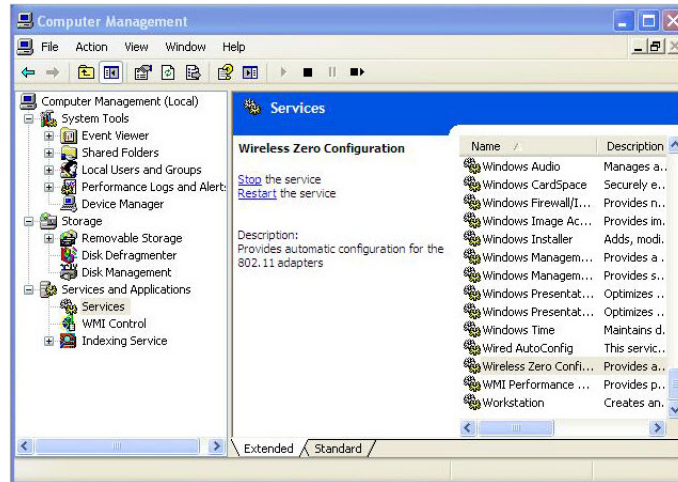 Computer Management
File Action View Window Help
Computer Management (Local)
System Tools
Event Viewer
Shared Folders
Local Users and Groups
Performance Logs and Alert:
Device Manager
Storage
Removable Storage
Disk Defragmenter
Disk Management
Services and Applications
Services
WMI Control
Indexing Service
Services
Wireless Zero Configuration
Stop the service
Restart the service
Description:
Provides automatic configuration for the
802.11 adapters
Name Description
Windows Audio Manages a..
Windows CardSpace Securely e..
Windows Firewall/I... Provides n..
Windows Image Ac... Provides im.
Windows Installer Adds, modi.
Windows Managem... Provides a .
Windows Managem... Provides s..
Windows Presentat... Optimizes ..
Windows Presentat... Optimizes ..
Windows Time Maintains d.
Wired AutoConfig This servic..
Wireless Zero Confi... Provides a..
WMI Performance ... Provides p..
Workstation Creates an.
Extended Standard